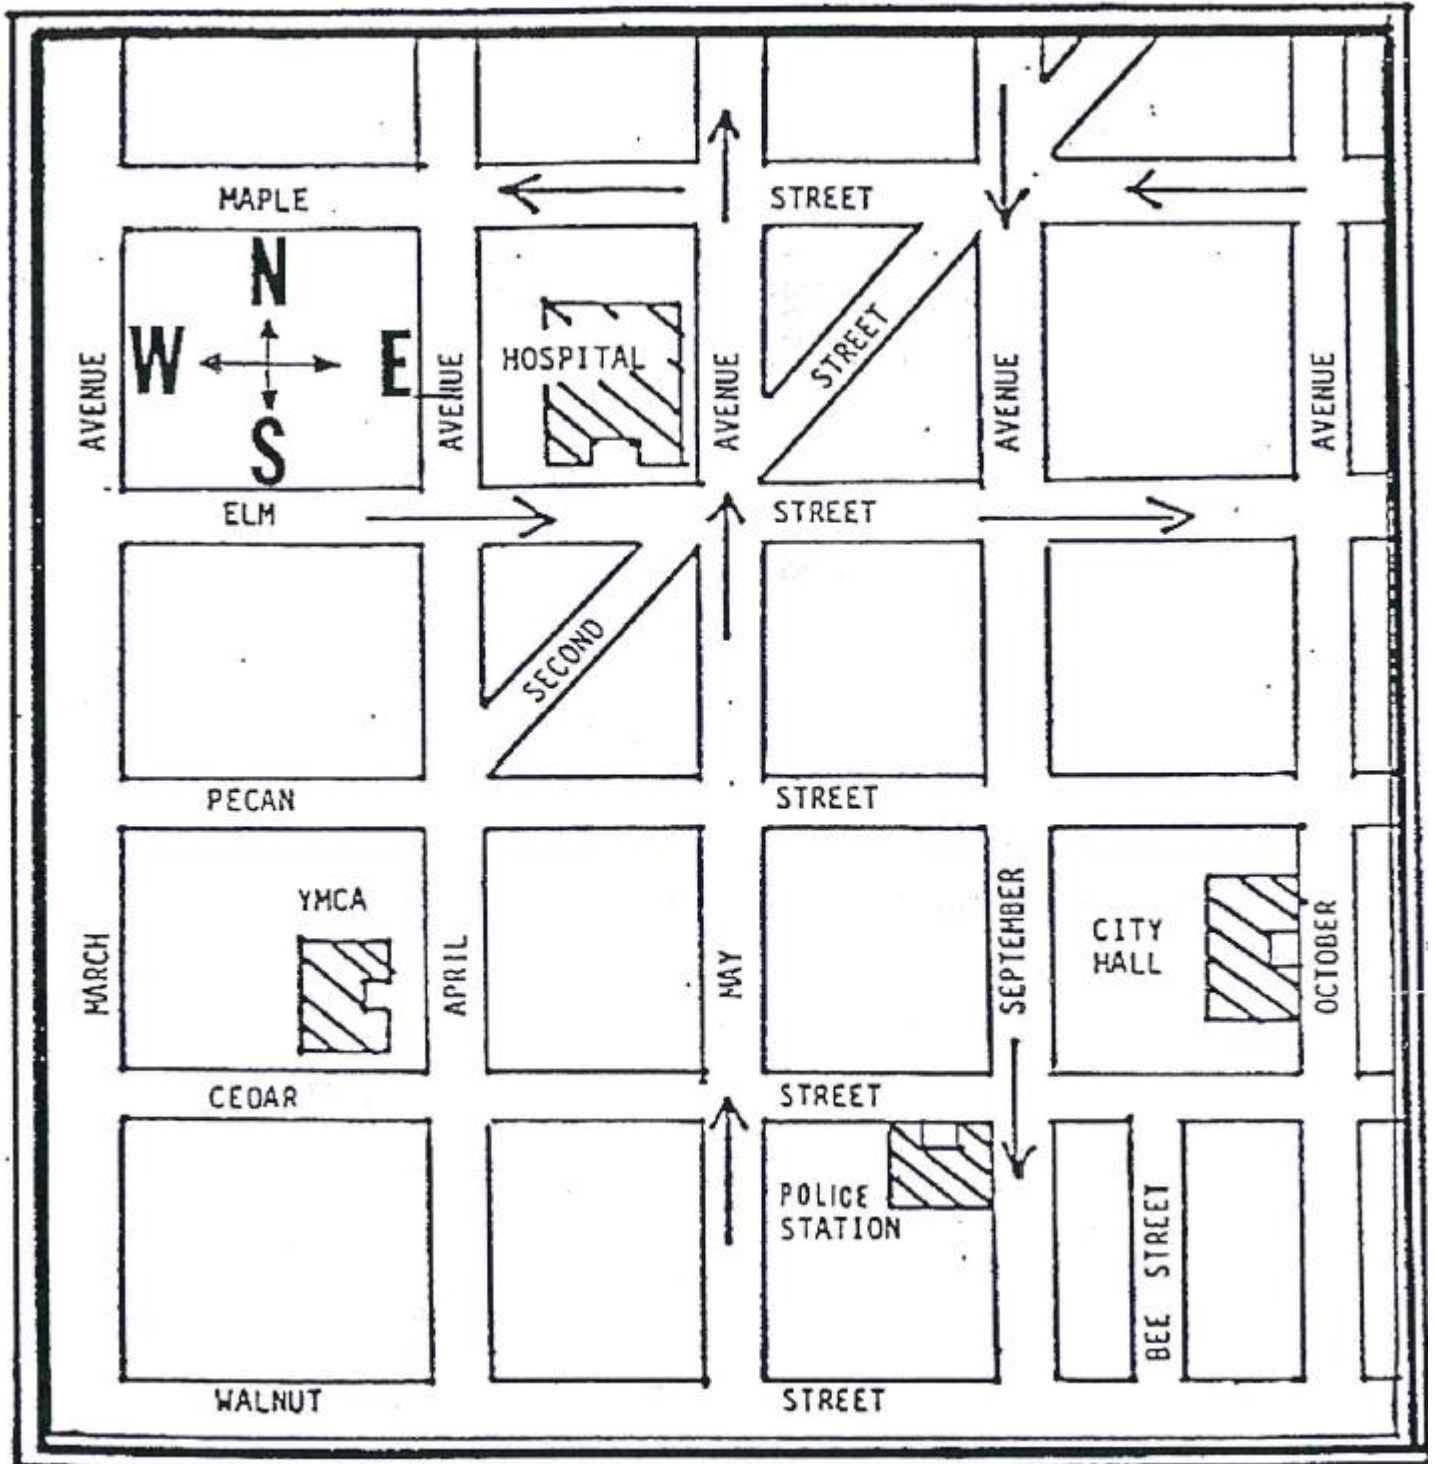 MAPLE STREET
N
W E
S
AVENUE
AVENUE
HOSPITAL
AVENUE
STREET
AVENUE
AVENUE
ELM STREET
SECOND
PECAN STREET
YMCA
MARCH
APRIL
MAY
SEPTEMBER
CITY
HALL
OCTOBER
CEDAR STREET
POLICE
STATION
BEE STREET
WALNUT STREET